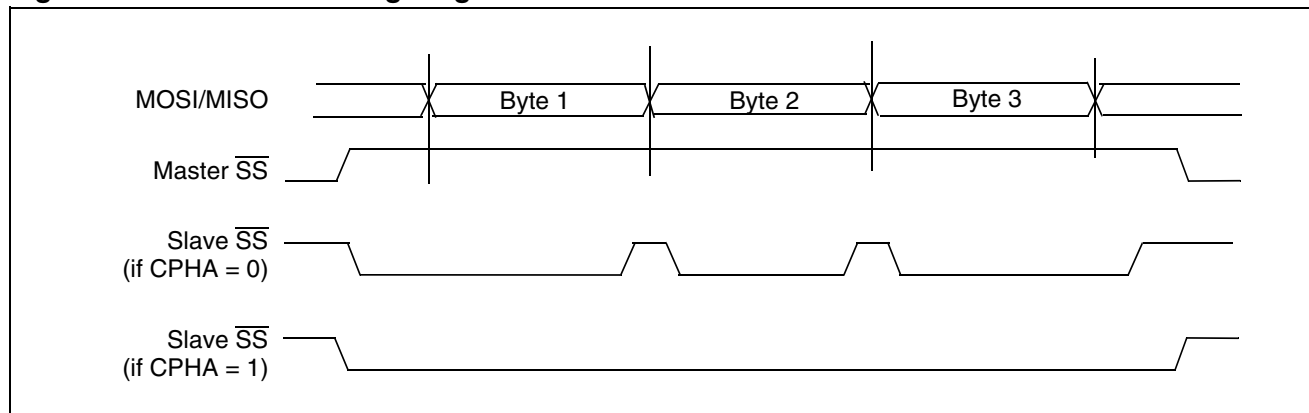 MOSI/MISO
Byte 1
Byte 2
Byte 3
Master SS
Slave SS
(if CPHA = 0)
Slave SS
(if CPHA = 1)